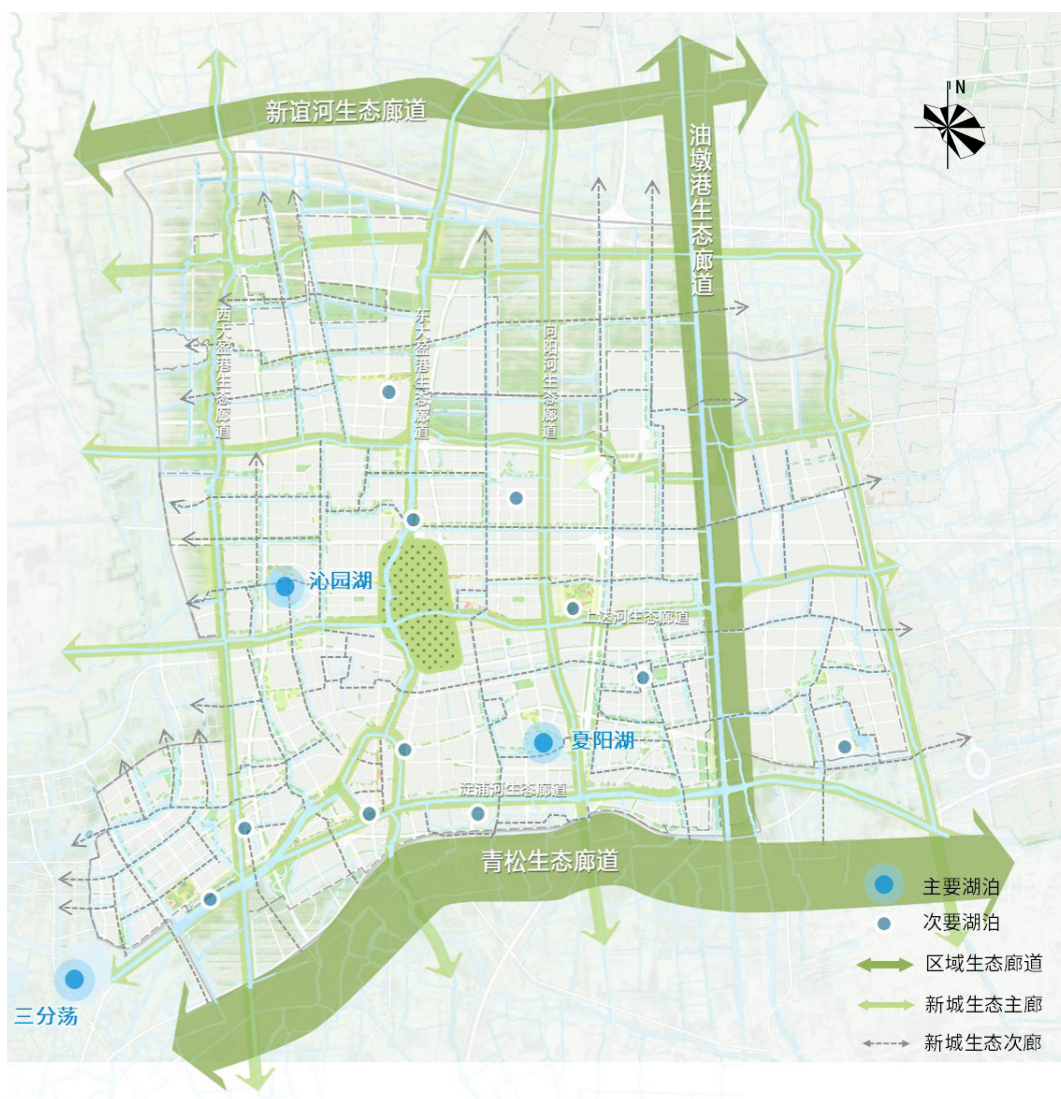 N
新谊河生态廊道
油墩港生态廊道
西大盈港生态廊道
东大盈港生态廊道
向阳河生态廊道
沁园湖
上达河生态廊道
夏阳湖
淀浦河生态廊道
青松生态廊道
三分荡
主要湖泊
次要湖泊
区域生态廊道
新城生态主廊
新城生态次廊